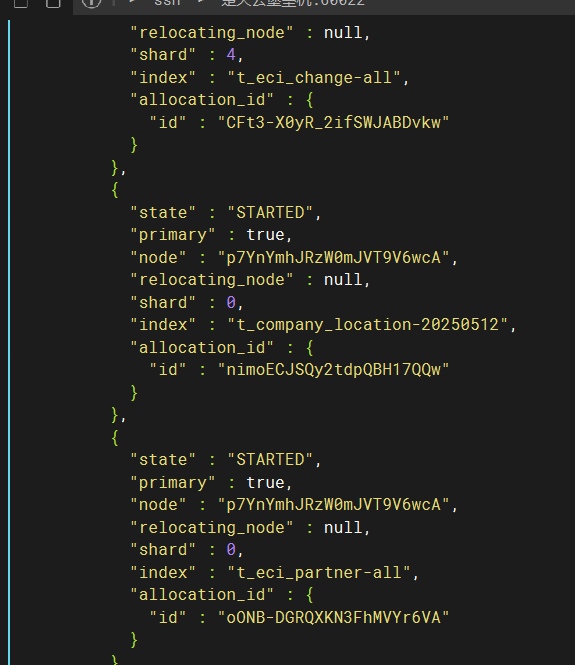 ssh
"relocating_node" : null,
"shard" : 4,
"index" : "t_eci_change-all",
"allocation_id" : {
"id" : "CFt3-X0yR_2ifSWJABDvkw"
}
},
{
"state" : "STARTED",
"primary" : true,
"node" : "p7YnYmhJRzW0mJVT9V6wcA",
"relocating_node" : null,
"shard" : 0,
"index" : "t_company_location-20250512",
"allocation_id" : {
"id" : "nimoECJSQy2tdpQBH17QQw"
}
},
{
"state" : "STARTED",
"primary" : true,
"node" : "p7YnYmhJRzW0mJVT9V6wcA",
"relocating_node" : null,
"shard" : 0,
"index" : "t_eci_partner-all",
"allocation_id" : {
"id" : "oONB-DGRQXKN3FhMVYr6VA"
}
}